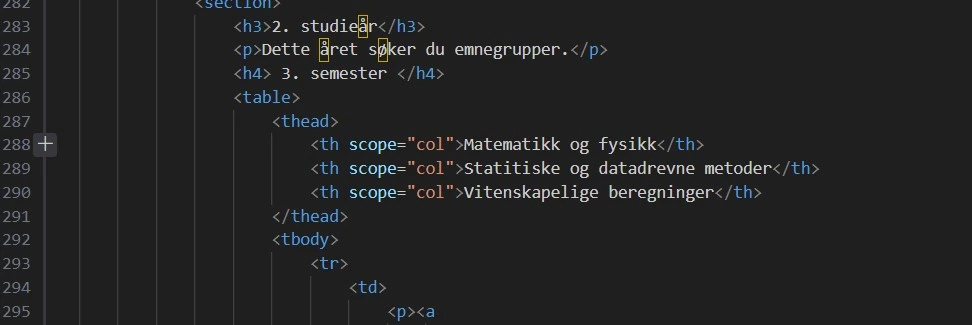 282 <section>
283 <h3>2. studieår</h3>
284 <p>Dette året søker du emnegrupper.</p>
285 <h4> 3. semester </h4>
286 <table>
287 <thead>
288 <th scope="col">Matematikk og fysikk</th>
289 <th scope="col">Statitiske og datadrevne metoder</th>
290 <th scope="col">Vitenskapelige beregninger</th>
291 </thead>
292 <tbody>
293 <tr>
294 <td>
295 <p><a